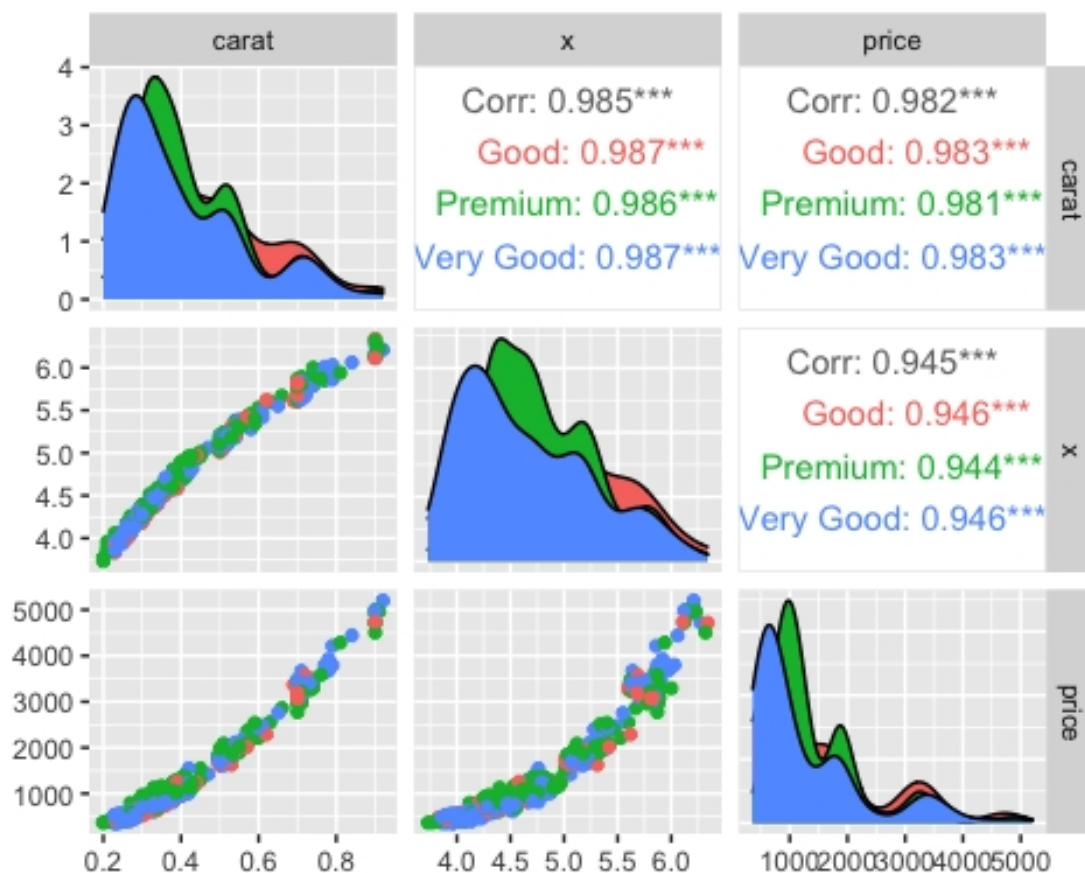 carat x price
4
3
2
1
0
Corr: 0.985***
Good: 0.987***
Premium: 0.986***
Very Good: 0.987***
Corr: 0.982***
Good: 0.983***
Premium: 0.981***
Very Good: 0.983***
carat
6.0
5.5
5.0
4.5
4.0
Corr: 0.945***
Good: 0.946***
Premium: 0.944***
Very Good: 0.946***
x
5000
4000
3000
2000
1000
price
0.2 0.4 0.6 0.8
4.0 4.5 5.0 5.5 6.0
1000 2000 3000 4000 5000